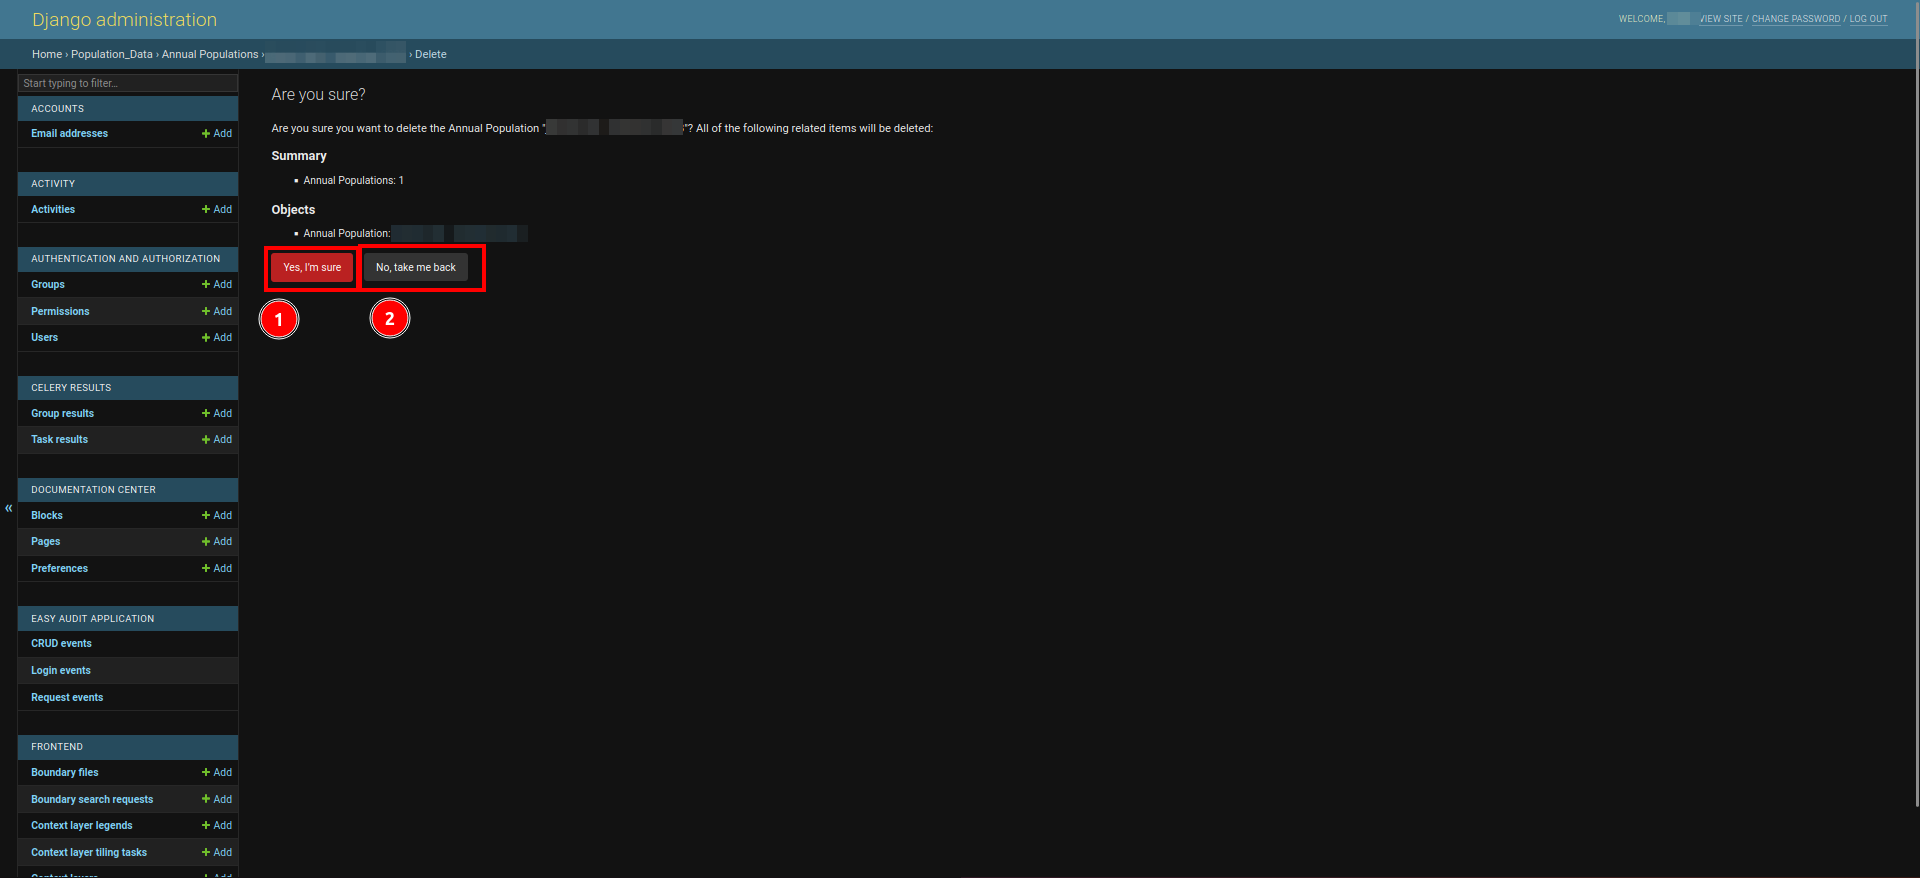 Django administration
WELCOME, VIEW SITE / CHANGE PASSWORD / LOG OUT
Home › Population_Data › Annual Populations › › Delete
Start typing to filter...
ACCOUNTS
Email addresses Add
ACTIVITY
Activities Add
AUTHENTICATION AND AUTHORIZATION
Groups Add
Permissions Add
Users Add
CELERY RESULTS
Group results Add
Task results Add
DOCUMENTATION CENTER
Blocks Add
Pages Add
Preferences Add
EASY AUDIT APPLICATION
CRUD events
Login events
Request events
FRONTEND
Boundary files Add
Boundary search requests Add
Context layer legends Add
Context layer tiling tasks Add
Context layers Add
«
Are you sure?
Are you sure you want to delete the Annual Population " "? All of the following related items will be deleted:
Summary
Annual Populations: 1
Objects
Annual Population:
Yes, I'm sure No, take me back
1 2